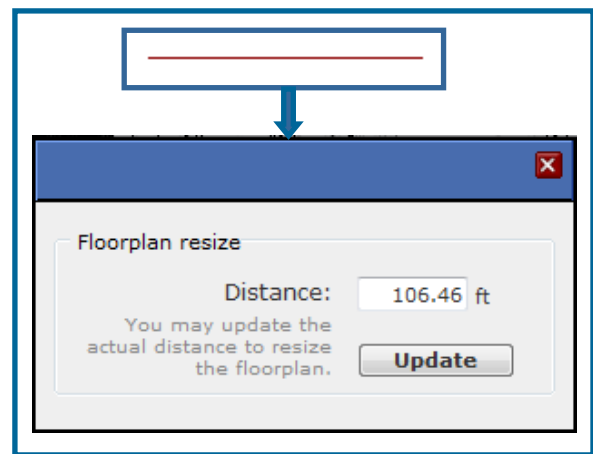 Floorplan resize
Distance: 106.46 ft
You may update the
actual distance to resize
the floorplan.
Update